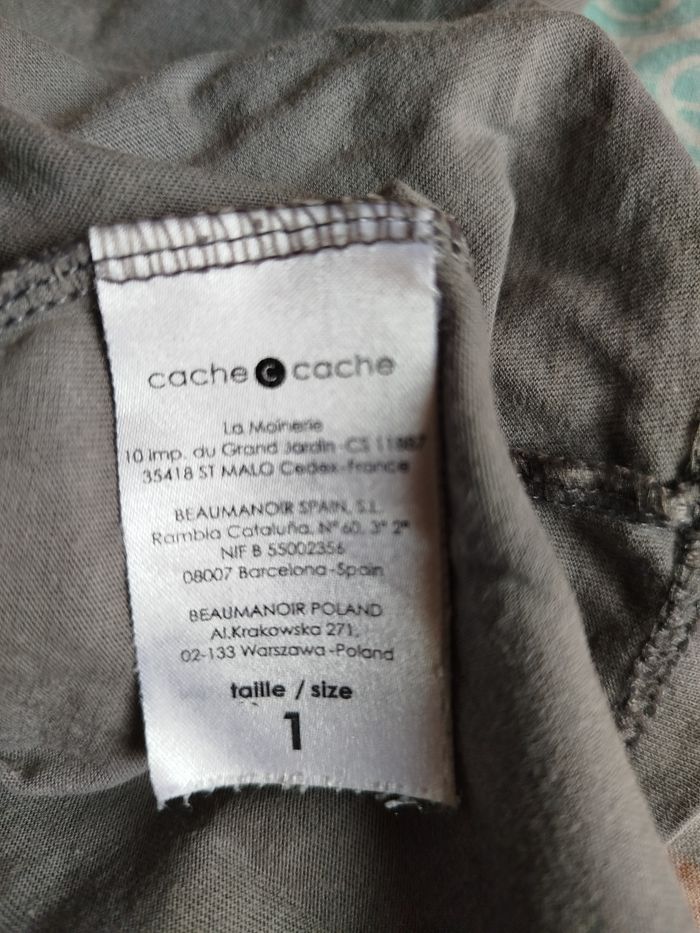 cache c cache
La Moinerie
10 imp. du Grand Jardin-CS
35418 ST MALO Cedex-France
BEAUMANOIR SPAIN, S.L.
Rambla Cataluña, Nº 60, 3º 2ª
NIF B 55002356
08007 Barcelona-Spain
BEAUMANOIR POLAND
Al.Krakowska 271,
02-133 Warszawa-Poland
taille / size
1